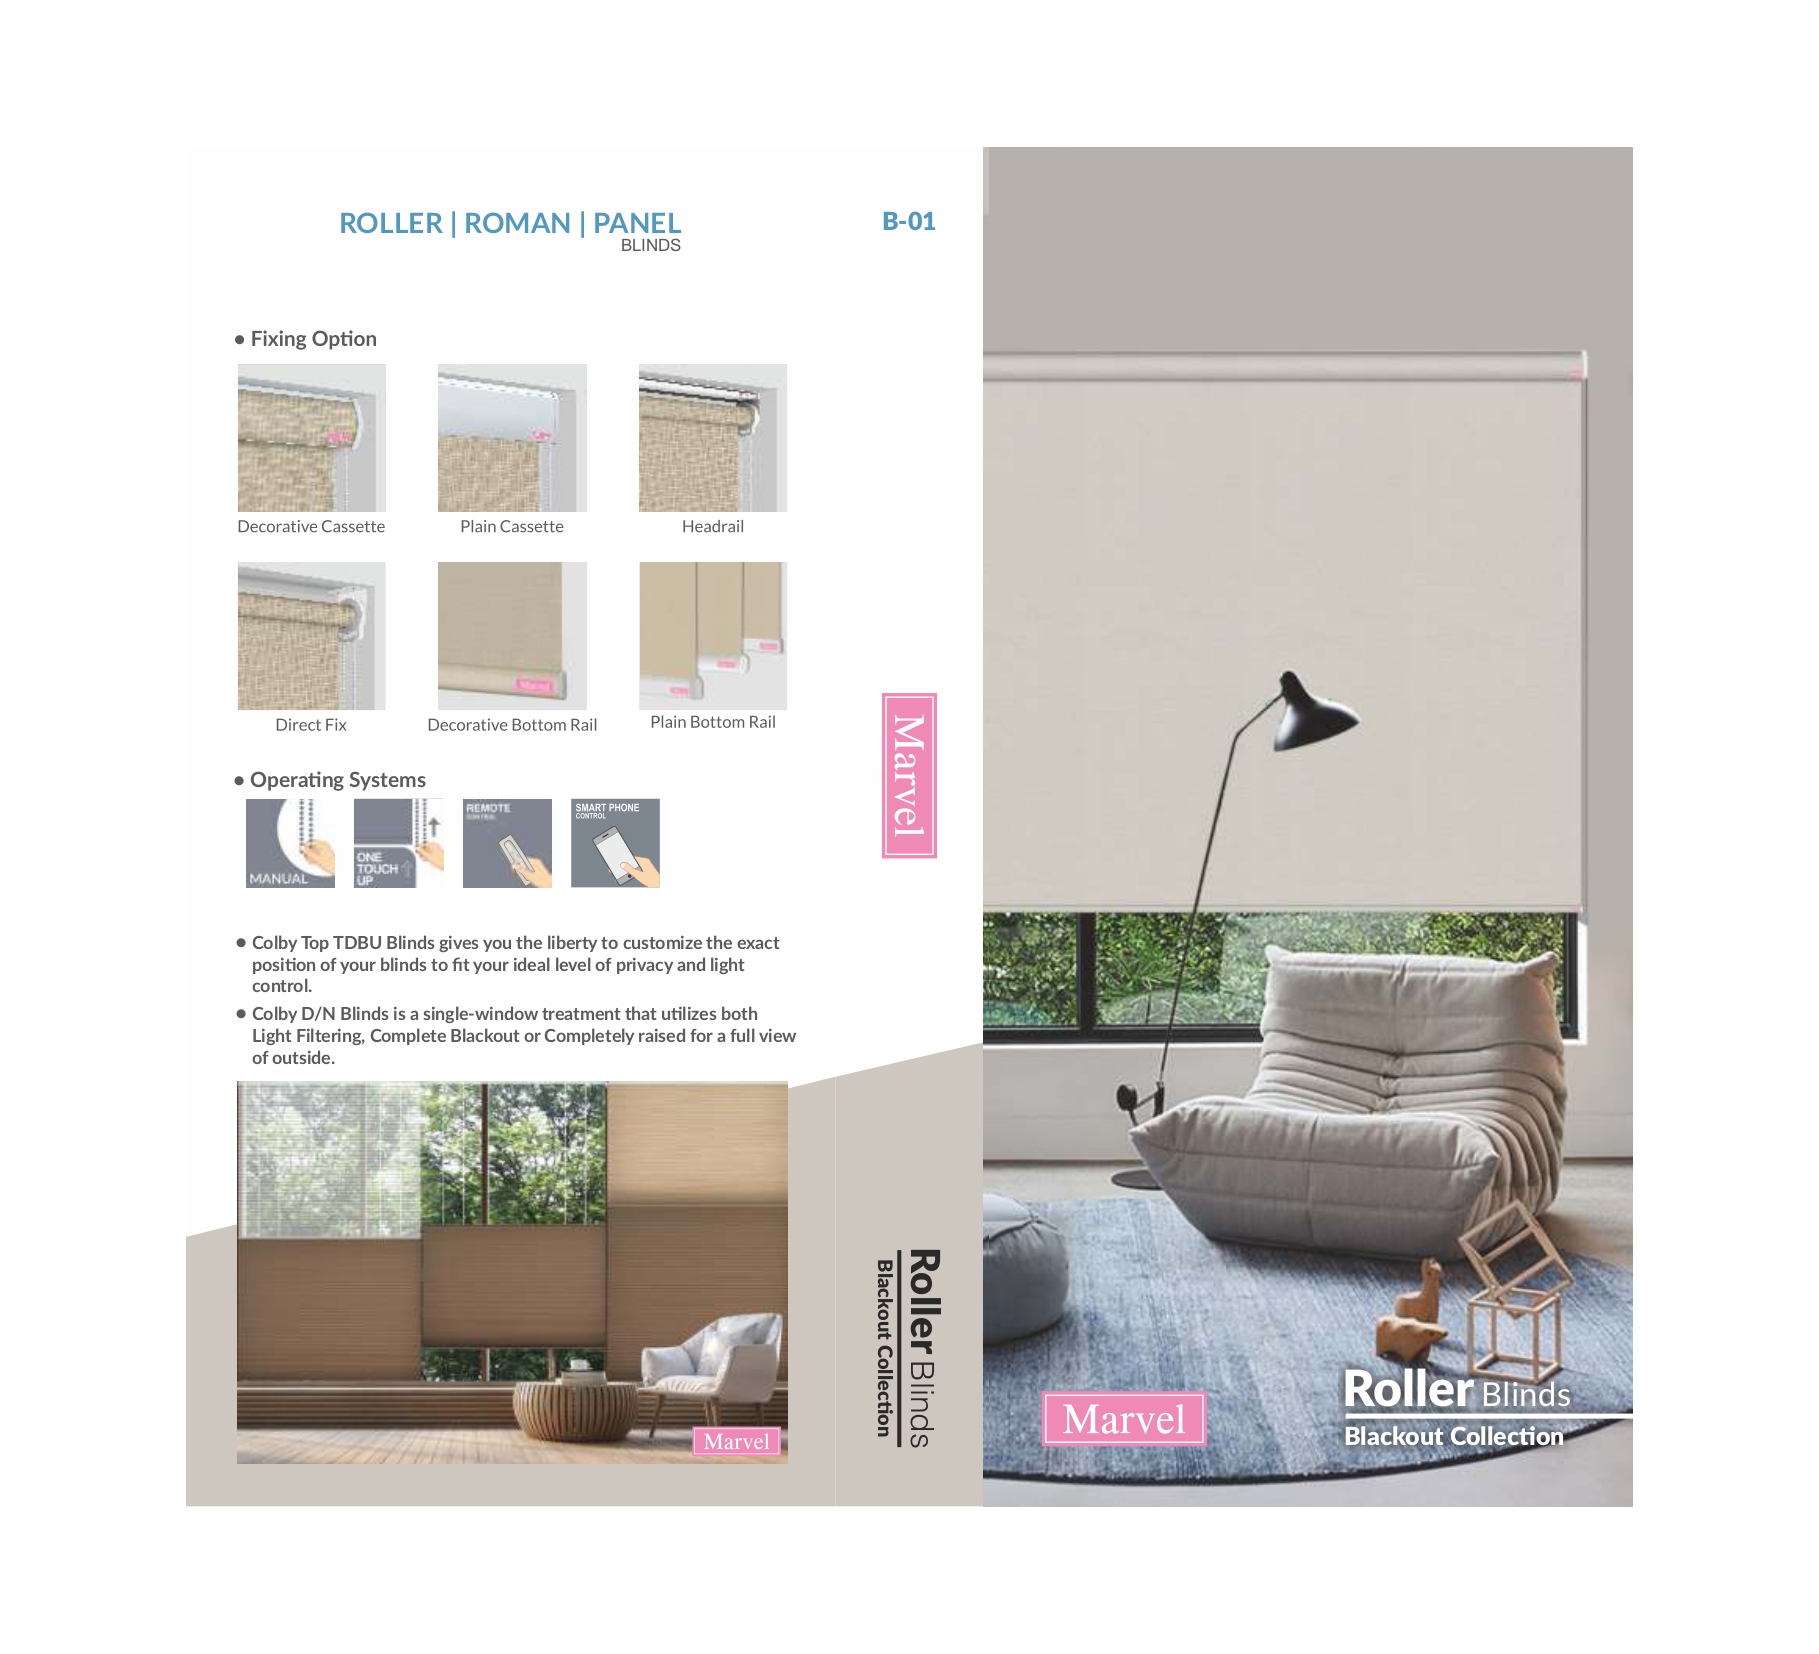 ROLLER | ROMAN | PANEL
BLINDS
B-01
• Fixing Option
Decorative Cassette
Plain Cassette
Headrail
Marvel
Marvel
Marvel
Marvel
Direct Fix
Decorative Bottom Rail
Plain Bottom Rail
• Operating Systems
MANUAL
ONE
TOUCH
UP
REMOTE
CONTROL
SMART PHONE
CONTROL
Marvel
• Colby Top TDBU Blinds gives you the liberty to customize the exact
position of your blinds to fit your ideal level of privacy and light
control.
• Colby D/N Blinds is a single-window treatment that utilizes both
Light Filtering, Complete Blackout or Completely raised for a full view
of outside.
Marvel
Roller Blinds
Blackout Collection
Marvel
Roller Blinds
Blackout Collection